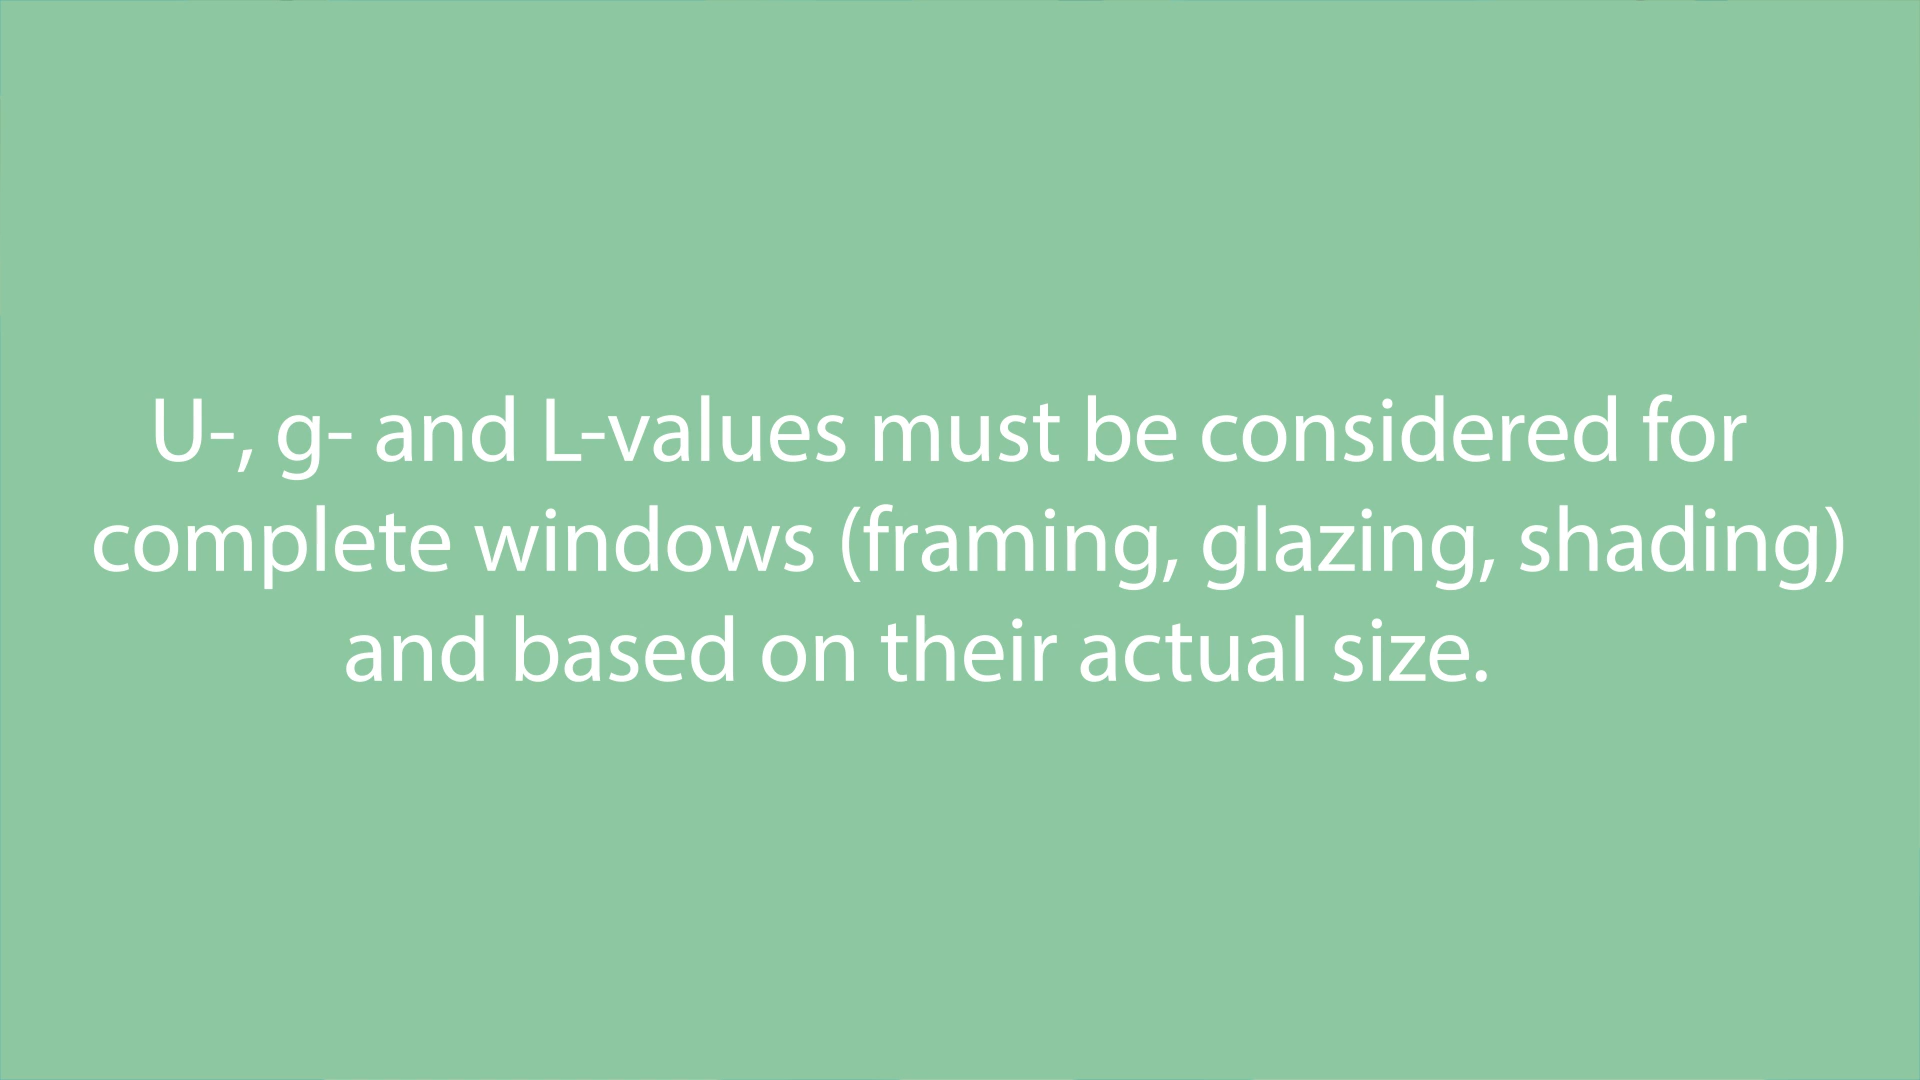 U-, g- and L-values must be considered for
complete windows (framing, glazing, shading)
and based on their actual size.